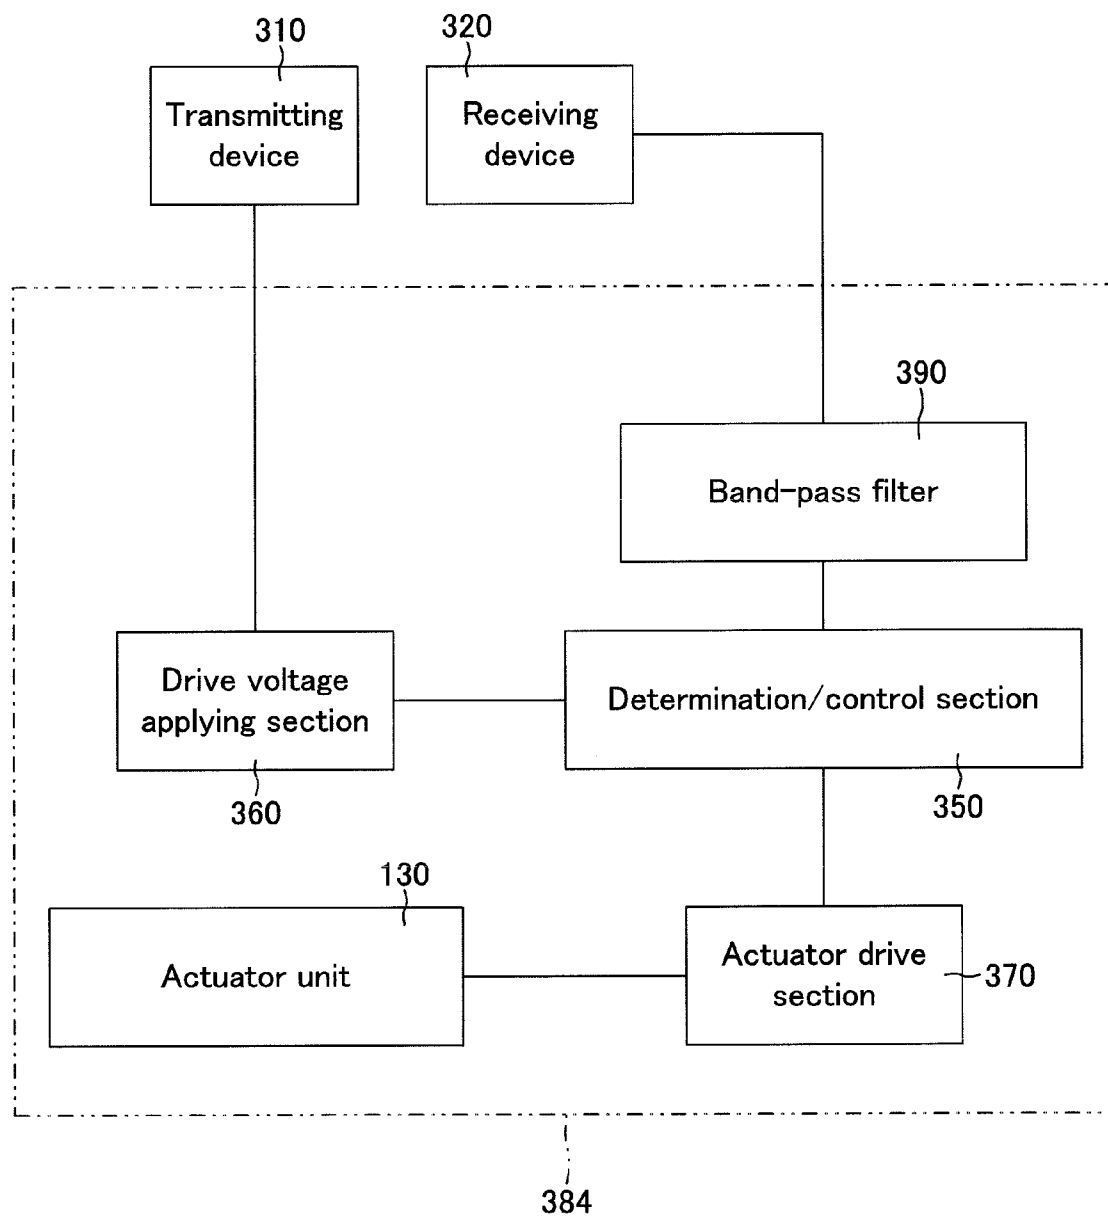 310
320
Transmitting
device
Receiving
device
390
Band-pass filter
Drive voltage
applying section
Determination/control section
360
350
130
Actuator unit
Actuator drive
section
370
384